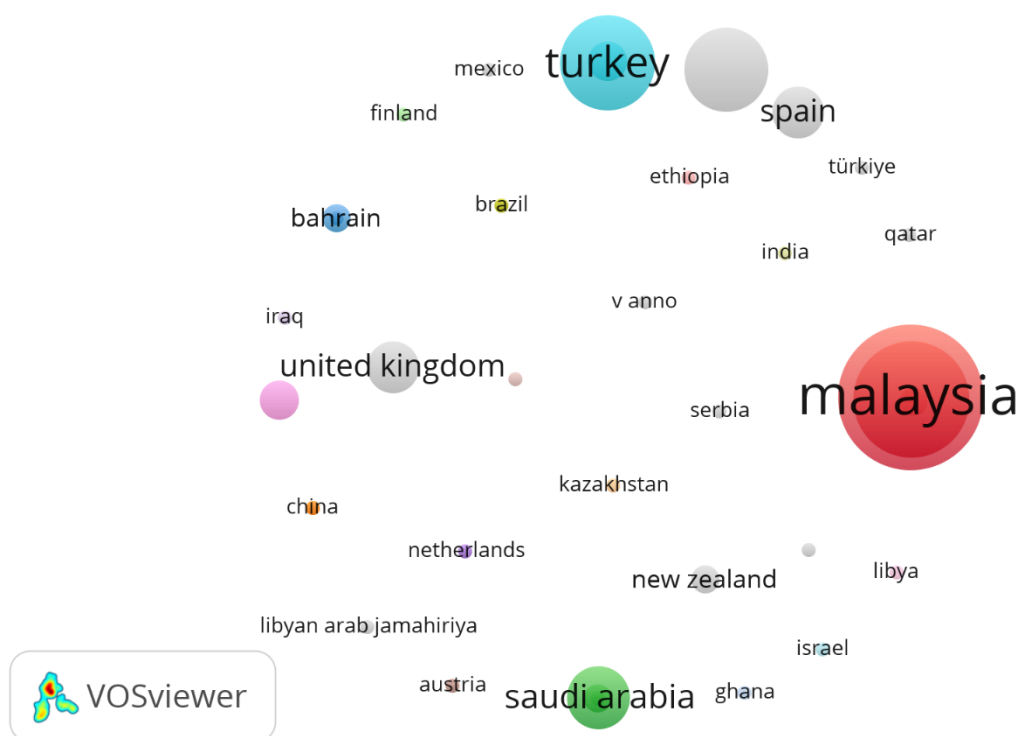 turkey
mexico
spain
finland
türkiye
ethiopia
brazil
bahrain
qatar
india
v anno
iraq
united kingdom
malaysia
serbia
kazakhstan
china
netherlands
libya
new zealand
libyan arab jamahiriya
israel
austria
ghana
saudi arabia
VOSviewer